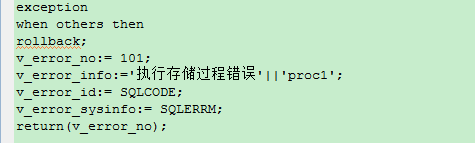 exception
when others then
rollback;
v_error_no:= 101;
v_error_info:='执行存储过程错误'||'proc1';
v_error_id:= SQLCODE;
v_error_sysinfo:= SQLERRM;
return(v_error_no);